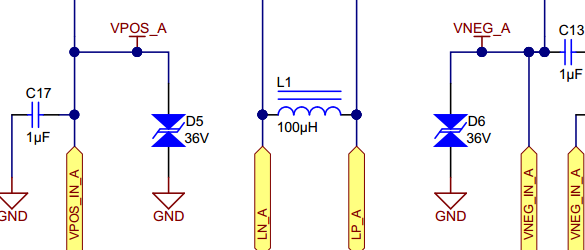 VPOS_A
VNEG_A
C13
1µF
C17
1µF
L1
100µH
D5
36V
D6
36V
GND
GND
GND
VPOS_IN_A
LN_A
LP_A
VNEG_IN_A
VNEG_IN_A